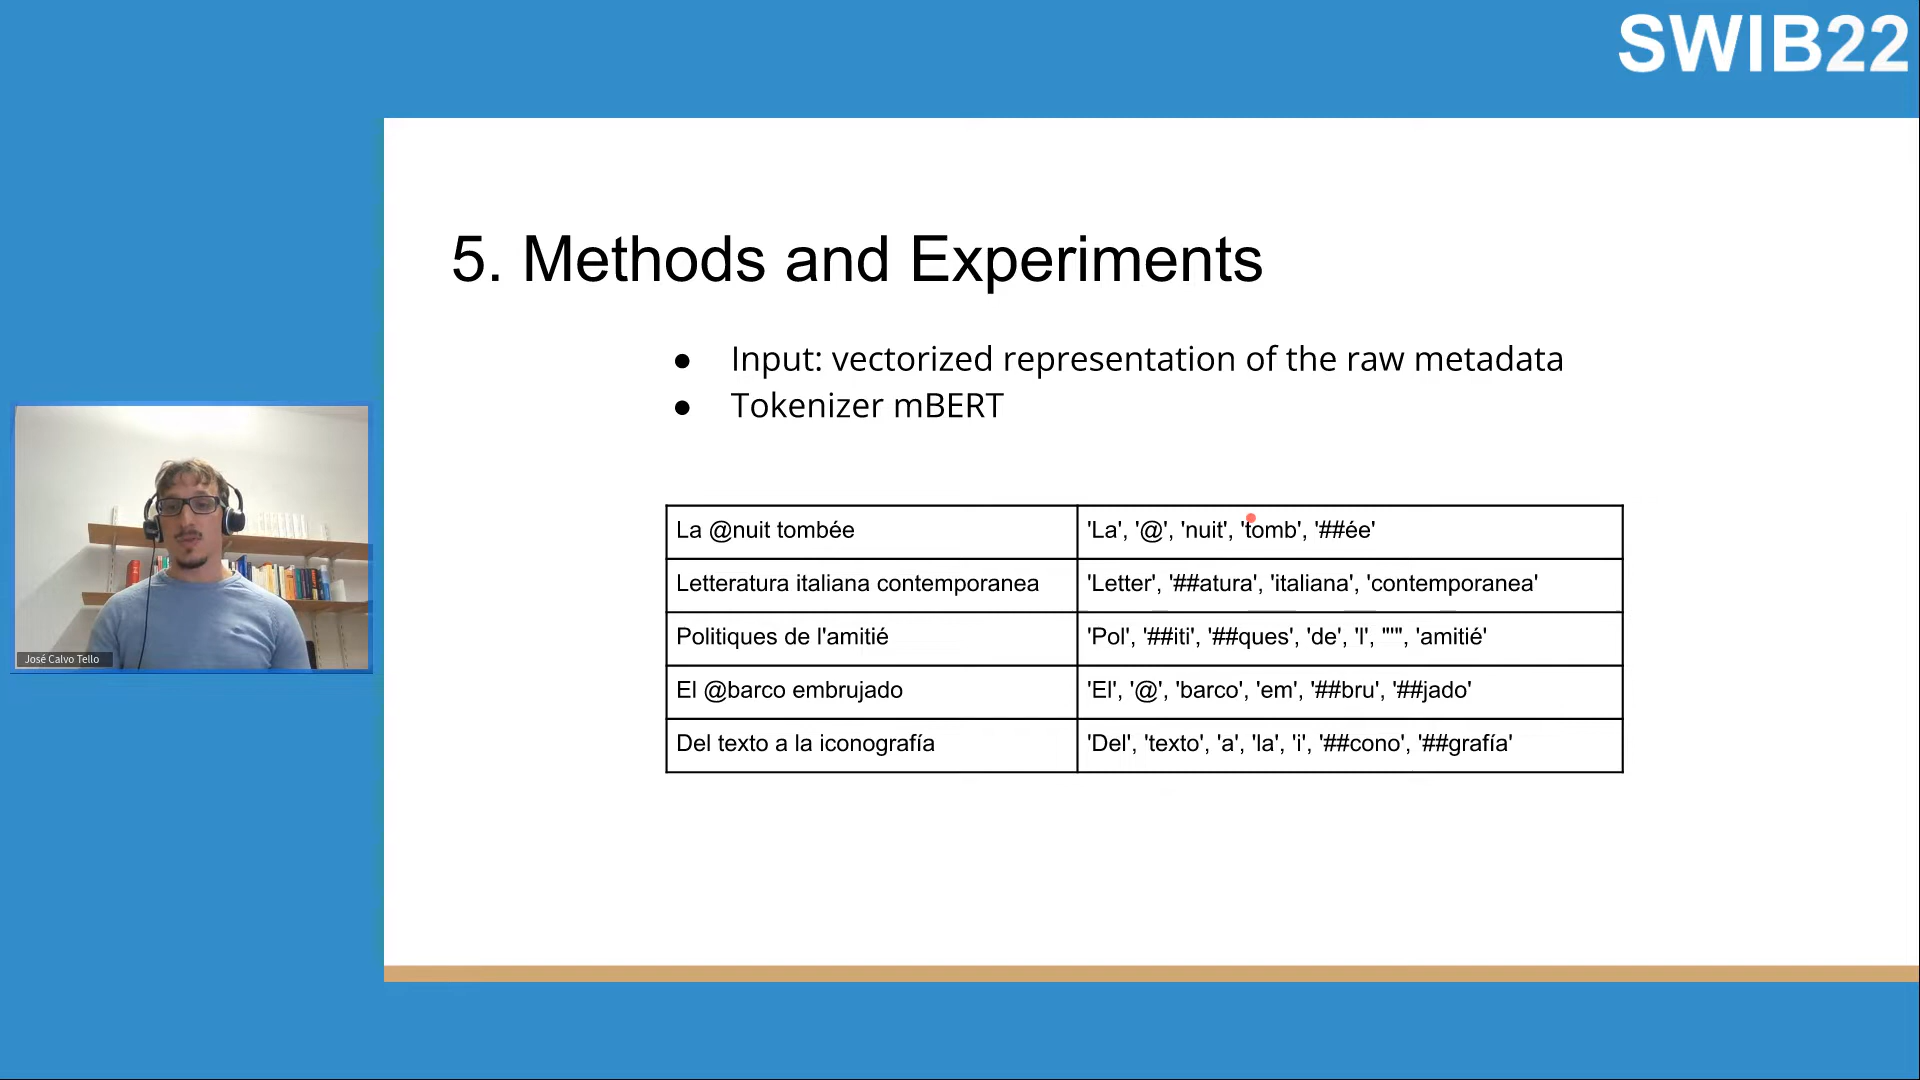 SWIB22
5. Methods and Experiments
● Input: vectorized representation of the raw metadata
● Tokenizer mBERT
La @nuit tombée 'La', '@', 'nuit', 'tomb', '##ée'
Letteratura italiana contemporanea 'Letter', '##atura', 'italiana', 'contemporanea'
Politiques de l'amitié 'Pol', '##iti', '##ques', 'de', 'l', "'", 'amitié'
El @barco embrujado 'El', '@', 'barco', 'em', '##bru', '##jado'
Del texto a la iconografía 'Del', 'texto', 'a', 'la', 'i', '##cono', '##grafía'
José Calvo Tello